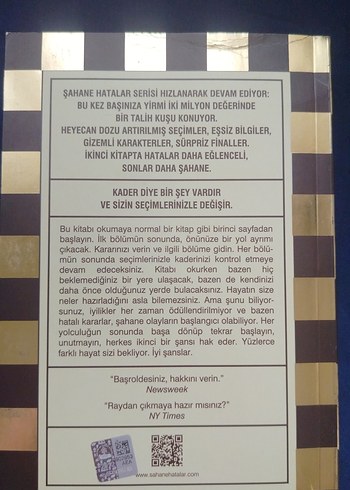 ŞAHANE HATALAR SERİSİ HIZLANARAK DEVAM EDİYOR:
BU KEZ BAŞINIZA YİRMİ İKİ MİLYON DEĞERİNDE
BİR TALİH KUŞU KONUYOR.
HEYECAN DOZU ARTIRILMIŞ SEÇİMLER, EŞSİZ BİLGİLER,
GİZEMLİ KARAKTERLER, SÜRPRİZ FİNALLER.
İKİNCİ KİTAPTA HATALAR DAHA EĞLENCELİ,
SONLAR DAHA ŞAHANE.
KADER DİYE BİR ŞEY VARDIR
VE SİZİN SEÇİMLERİNİZLE DEĞİŞİR.
Bu kitabı okumaya normal bir kitap gibi birinci sayfadan
başlayın. İlk bölümün sonunda, önünüze bir yol ayrımı
çıkacak. Kararınızı verin ve ilgili bölüme gidin. Her bölü-
mün sonunda seçimlerinizle kaderinizi kontrol etmeye
devam edeceksiniz. Kitabı okurken bazen hiç
beklemediğiniz bir yere ulaşacak, bazen de kendinizi
daha önce olduğunuz yerde bulacaksınız. Hayatın size
neler hazırladığını asla bilemezsiniz. Ama şunu biliyor-
sunuz, iyilikler her zaman ödüllendirilmiyor ve bazen
hatalı kararlar, şahane olayların başlangıcı olabiliyor. Her
yolculuğun sonunda başa dönüp tekrar başlayın,
unutmayın, herkes ikinci bir şansı hak eder. Yüzlerce
farklı hayat sizi bekliyor. İyi şanslar.
"Başroldesiniz, hakkını verin."
Newsweek
"Raydan çıkmaya hazır mısınız?"
NY Times
www.sahanehatalar.com